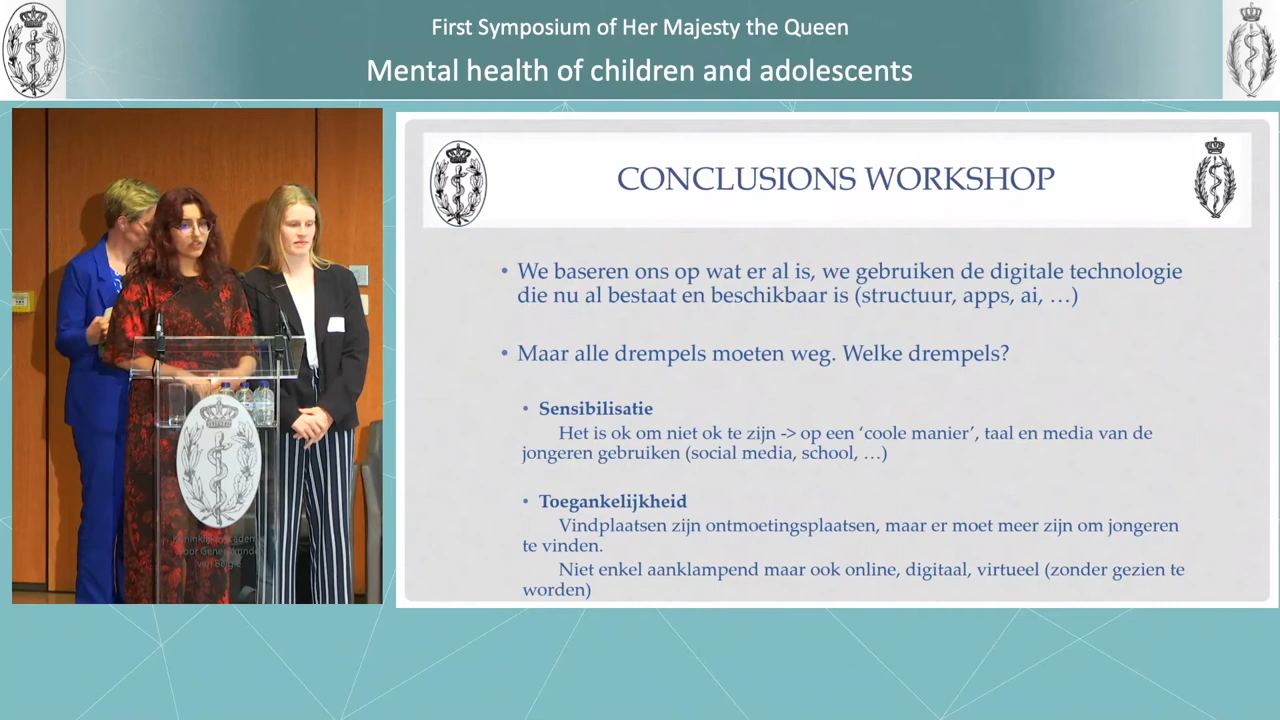 First Symposium of Her Majesty the Queen
Mental health of children and adolescents
CONCLUSIONS WORKSHOP
• We baseren ons op wat er al is, we gebruiken de digitale technologie
die nu al bestaat en beschikbaar is (structuur, apps, ai, …)
• Maar alle drempels moeten weg. Welke drempels?
• Sensibilisatie
Het is ok om niet ok te zijn -> op een ‘coole manier’, taal en media van de
jongeren gebruiken (social media, school, …)
• Toegankelijkheid
Vindplaatsen zijn ontmoetingsplaatsen, maar er moet meer zijn om jongeren
te vinden.
Niet enkel aanklampend maar ook online, digitaal, virtueel (zonder gezien te
worden)
van België